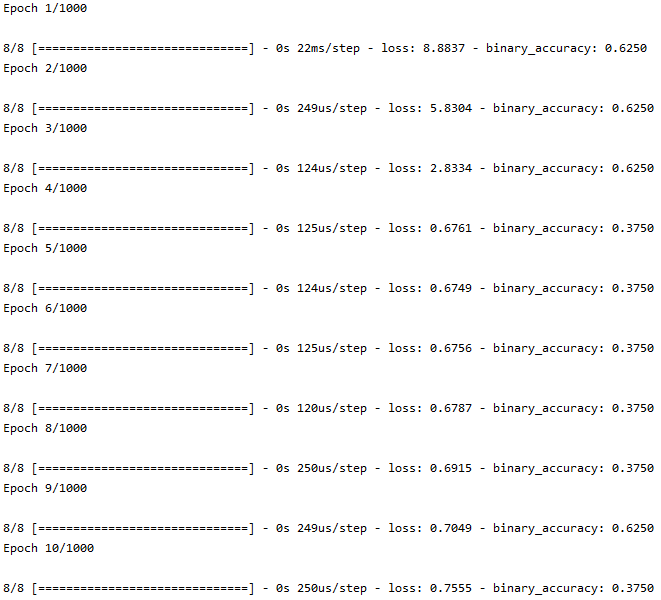 Epoch 1/1000
8/8 [==============================] - 0s 22ms/step - loss: 8.8837 - binary_accuracy: 0.6250
Epoch 2/1000
8/8 [==============================] - 0s 249us/step - loss: 5.8304 - binary_accuracy: 0.6250
Epoch 3/1000
8/8 [==============================] - 0s 124us/step - loss: 2.8334 - binary_accuracy: 0.6250
Epoch 4/1000
8/8 [==============================] - 0s 125us/step - loss: 0.6761 - binary_accuracy: 0.3750
Epoch 5/1000
8/8 [==============================] - 0s 124us/step - loss: 0.6749 - binary_accuracy: 0.3750
Epoch 6/1000
8/8 [==============================] - 0s 125us/step - loss: 0.6756 - binary_accuracy: 0.3750
Epoch 7/1000
8/8 [==============================] - 0s 120us/step - loss: 0.6787 - binary_accuracy: 0.3750
Epoch 8/1000
8/8 [==============================] - 0s 250us/step - loss: 0.6915 - binary_accuracy: 0.3750
Epoch 9/1000
8/8 [==============================] - 0s 249us/step - loss: 0.7049 - binary_accuracy: 0.6250
Epoch 10/1000
8/8 [==============================] - 0s 250us/step - loss: 0.7555 - binary_accuracy: 0.3750